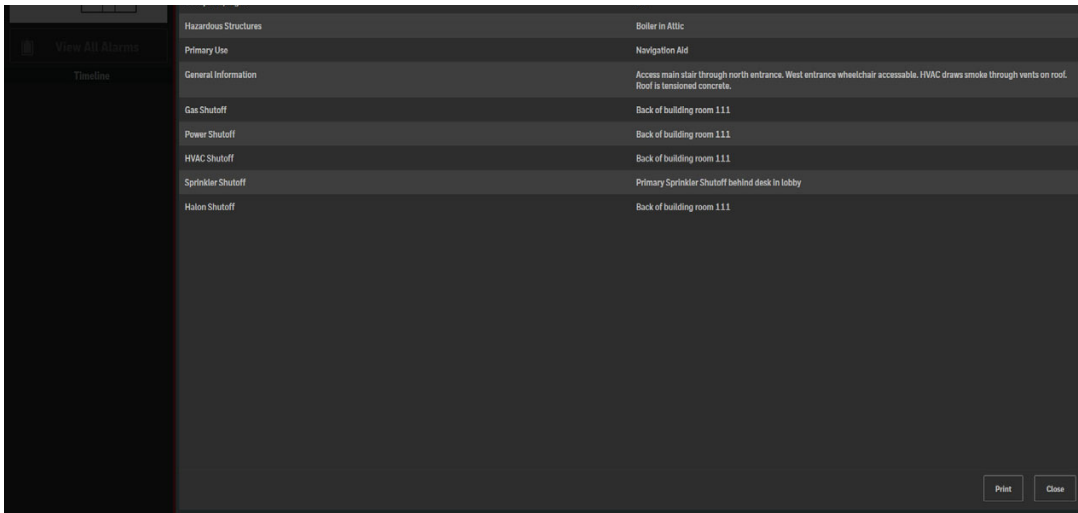 Hazardous Structures Boiler in Attic
View All Alarms
Primary Use Navigation Aid
Timeline
General Information Access main stair through north entrance. West entrance wheelchair accessable. HVAC draws smoke through vents on roof.
Roof is tensioned concrete.
Gas Shutoff Back of building room 111
Power Shutoff Back of building room 111
HVAC Shutoff Back of building room 111
Sprinkler Shutoff Primary Sprinkler Shutoff behind desk in lobby
Halon Shutoff Back of building room 111
Print Close